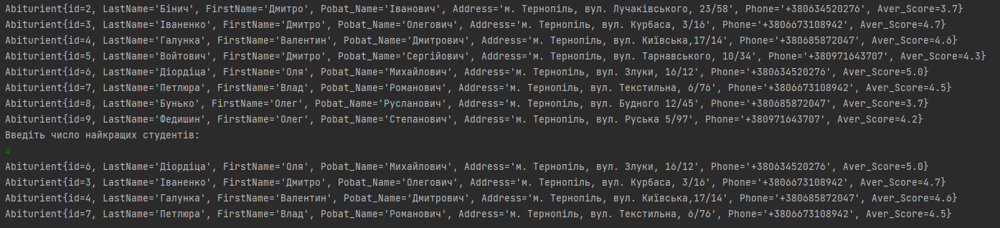 Abiturient{id=2, LastName='Бінич', FirstName='Дмитро', Pobat_Name='Іванович', Address='м. Тернопіль, вул. Лучаківського, 23/58', Phone='+380634520276', Aver_Score=3.7}
Abiturient{id=3, LastName='Іваненко', FirstName='Дмитро', Pobat_Name='Олегович', Address='м. Тернопіль, вул. Курбаса, 3/16', Phone='+3806673108942', Aver_Score=4.7}
Abiturient{id=4, LastName='Галунка', FirstName='Валентин', Pobat_Name='Дмитрович', Address='м. Тернопіль, вул. Київська,17/14', Phone='+380685872047', Aver_Score=4.6}
Abiturient{id=5, LastName='Войтович', FirstName='Дмитро', Pobat_Name='Сергійович', Address='м. Тернопіль, вул. Тарнавського, 10/34', Phone='+380971643707', Aver_Score=4.3}
Abiturient{id=6, LastName='Діордіца', FirstName='Оля', Pobat_Name='Михайлович', Address='м. Тернопіль, вул. Злуки, 16/12', Phone='+380634520276', Aver_Score=5.0}
Abiturient{id=7, LastName='Петлюра', FirstName='Влад', Pobat_Name='Романович', Address='м. Тернопіль, вул. Текстильна, 6/76', Phone='+3806673108942', Aver_Score=4.5}
Abiturient{id=8, LastName='Бунько', FirstName='Олег', Pobat_Name='Русланович', Address='м. Тернопіль, вул. Будного 12/45', Phone='+380685872047', Aver_Score=3.7}
Abiturient{id=9, LastName='Федишин', FirstName='Олег', Pobat_Name='Степанович', Address='м. Тернопіль, вул. Руська 5/97', Phone='+380971643707', Aver_Score=4.2}
Введіть число найкращих студентів:
4
Abiturient{id=6, LastName='Діордіца', FirstName='Оля', Pobat_Name='Михайлович', Address='м. Тернопіль, вул. Злуки, 16/12', Phone='+380634520276', Aver_Score=5.0}
Abiturient{id=3, LastName='Іваненко', FirstName='Дмитро', Pobat_Name='Олегович', Address='м. Тернопіль, вул. Курбаса, 3/16', Phone='+3806673108942', Aver_Score=4.7}
Abiturient{id=4, LastName='Галунка', FirstName='Валентин', Pobat_Name='Дмитрович', Address='м. Тернопіль, вул. Київська,17/14', Phone='+380685872047', Aver_Score=4.6}
Abiturient{id=7, LastName='Петлюра', FirstName='Влад', Pobat_Name='Романович', Address='м. Тернопіль, вул. Текстильна, 6/76', Phone='+3806673108942', Aver_Score=4.5}